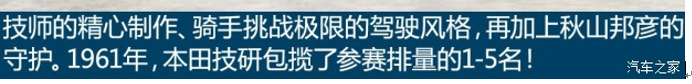 技师的精心制作、骑手挑战极限的驾驶风格，再加上秋山邦彦的
守护。1961年，本田技研包揽了参赛排量的1-5名！
汽车之家